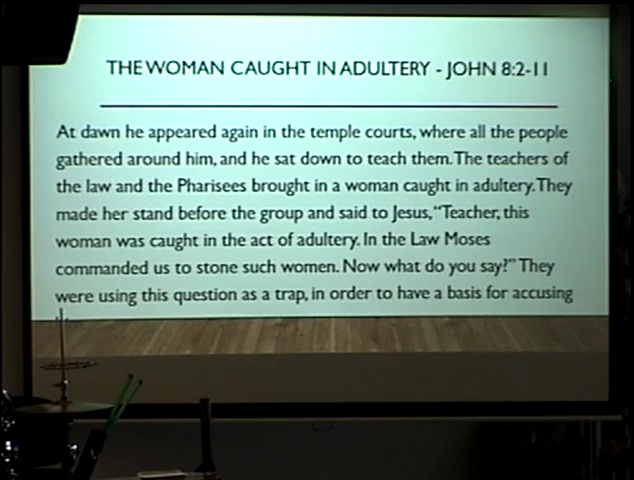 THE WOMAN CAUGHT IN ADULTERY - JOHN 8:2-11
At dawn he appeared again in the temple courts, where all the people
gathered around him, and he sat down to teach them. The teachers of
the law and the Pharisees brought in a woman caught in adultery. They
made her stand before the group and said to Jesus, “Teacher, this
woman was caught in the act of adultery. In the Law Moses
commanded us to stone such women. Now what do you say?” They
were using this question as a trap, in order to have a basis for accusing